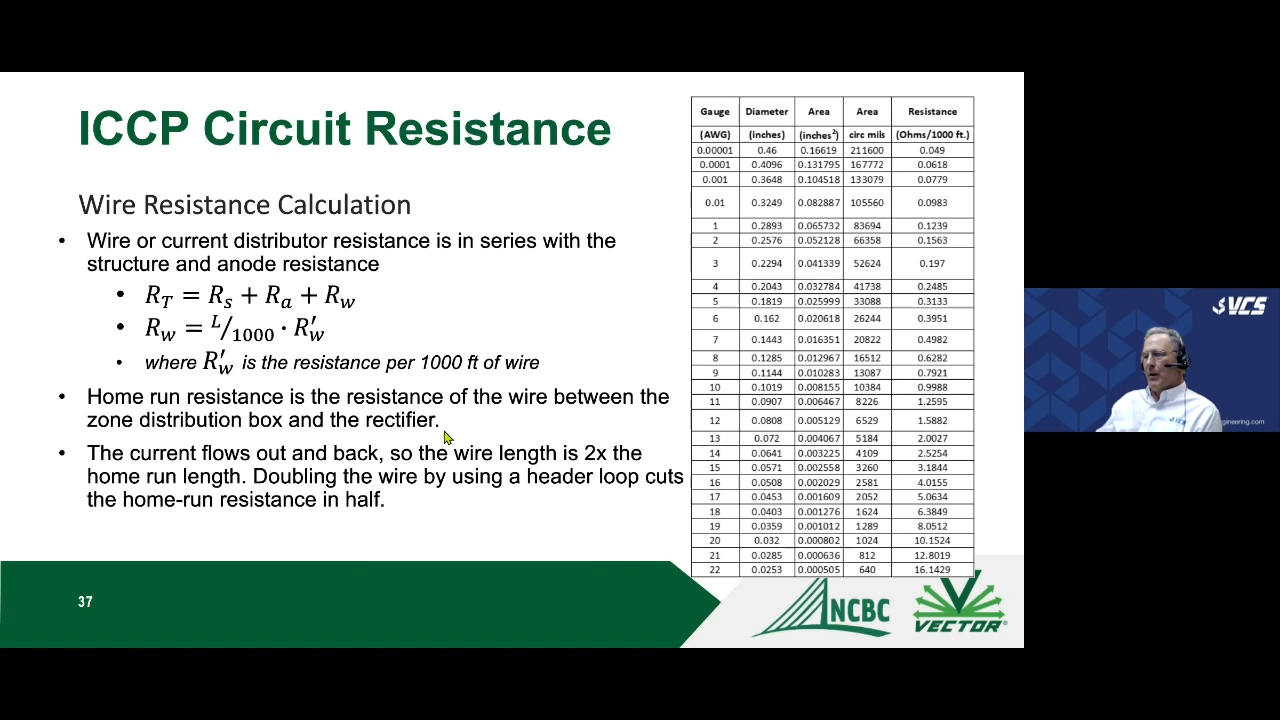 ICCP Circuit Resistance
Wire Resistance Calculation
• Wire or current distributor resistance is in series with the
structure and anode resistance
• R_T = R_s + R_a + R_w
• R_w = L/1000 · R'_w
• where R'_w is the resistance per 1000 ft of wire
• Home run resistance is the resistance of the wire between the
zone distribution box and the rectifier.
• The current flows out and back, so the wire length is 2x the
home run length. Doubling the wire by using a header loop cuts
the home-run resistance in half.
37
Gauge Diameter Area Area Resistance
(AWG) (inches) (inches²) circ mils (Ohms/1000 ft.)
0.00001 0.46 0.16619 211600 0.049
0.0001 0.4096 0.131795 167772 0.0618
0.001 0.3648 0.104518 133079 0.0779
0.01 0.3249 0.082887 105560 0.0983
1 0.2893 0.065732 83694 0.1239
2 0.2576 0.052128 66358 0.1563
3 0.2294 0.041339 52624 0.197
4 0.2043 0.032784 41738 0.2485
5 0.1819 0.025999 33088 0.3133
6 0.162 0.020618 26244 0.3951
7 0.1443 0.016351 20822 0.4982
8 0.1285 0.012967 16512 0.6282
9 0.1144 0.010283 13087 0.7921
10 0.1019 0.008155 10384 0.9988
11 0.0907 0.006467 8226 1.2595
12 0.0808 0.005129 6529 1.5882
13 0.072 0.004067 5184 2.0027
14 0.0641 0.003225 4109 2.5254
15 0.0571 0.002558 3260 3.1844
16 0.0508 0.002029 2581 4.0155
17 0.0453 0.001609 2052 5.0634
18 0.0403 0.001276 1624 6.3849
19 0.0359 0.001012 1289 8.0512
20 0.032 0.000802 1024 10.1524
21 0.0285 0.000636 812 12.8019
22 0.0253 0.000505 640 16.1429
NCBC
VECTOR®
VCS
gineering.com